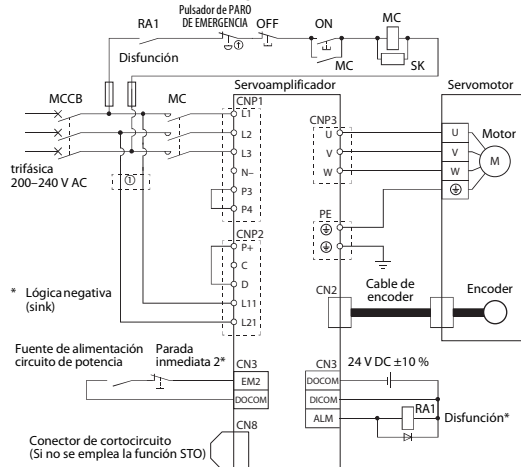 Pulsador de PARO
DE EMERGENCIA
RA1
OFF
ON
MC
①
Disfunción
MC
SK
Servoamplificador
Servomotor
MCCB
MC
CNP1
L1
L2
L3
N–
P3
P4
CNP3
U
V
W
U
V
W
Motor
M
trifásica
200–240 V AC
①
PE
CNP2
P+
C
D
L11
L21
* Lógica negativa
(sink)
CN2
Cable de
encoder
Encoder
Fuente de alimentación
circuito de potencia
Parada
inmediata 2*
CN3
EM2
DOCOM
CN3
DOCOM
DICOM
ALM
24 V DC ±10 %
RA1
Disfunción*
CN8
Conector de cortocircuito
(Si no se emplea la función STO)